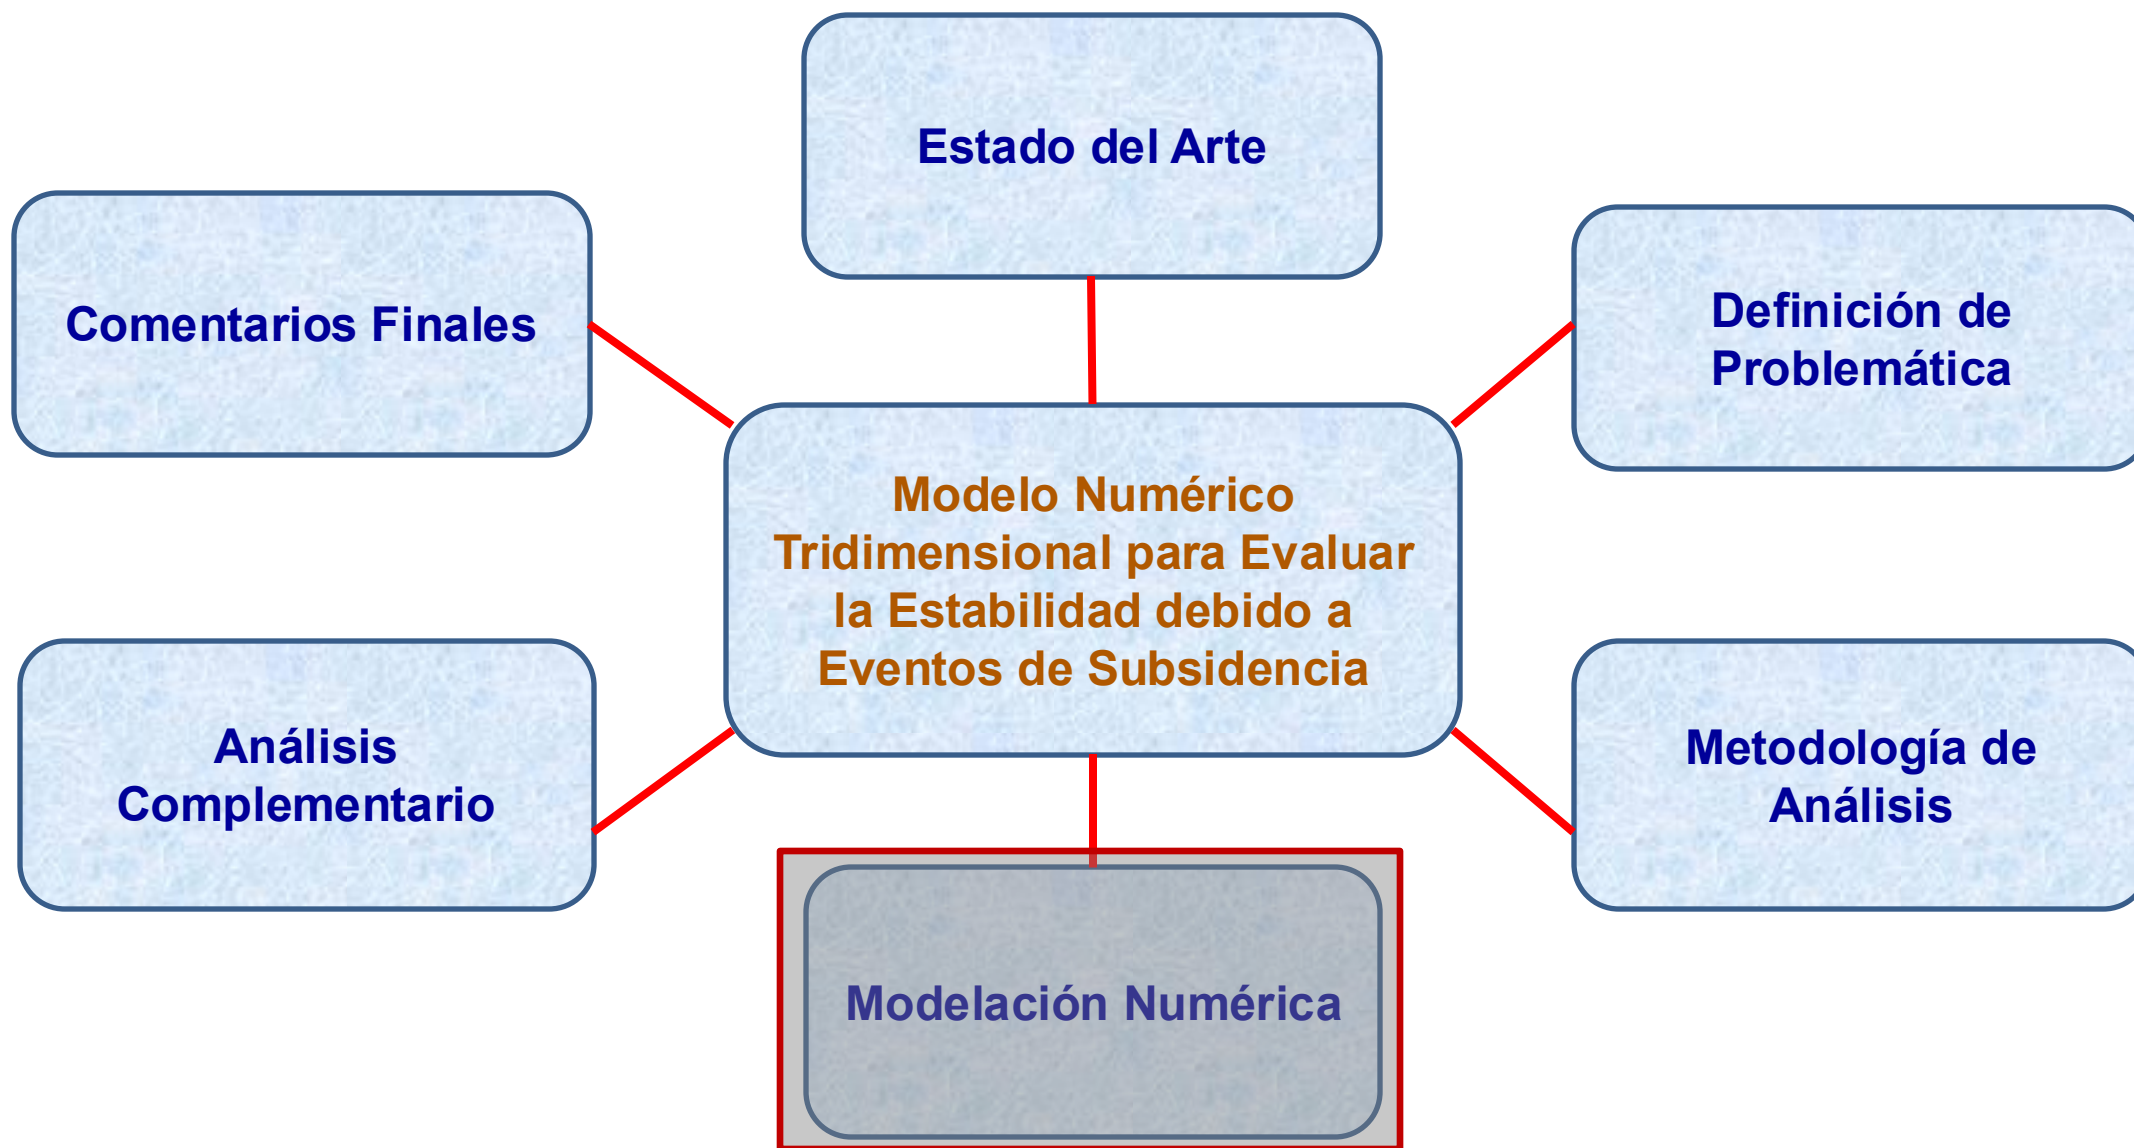 Estado del Arte
Comentarios Finales
Definición de
Problemática
Modelo Numérico
Tridimensional para Evaluar
la Estabilidad debido a
Eventos de Subsidencia
Análisis
Complementario
Metodología de
Análisis
Modelación Numérica